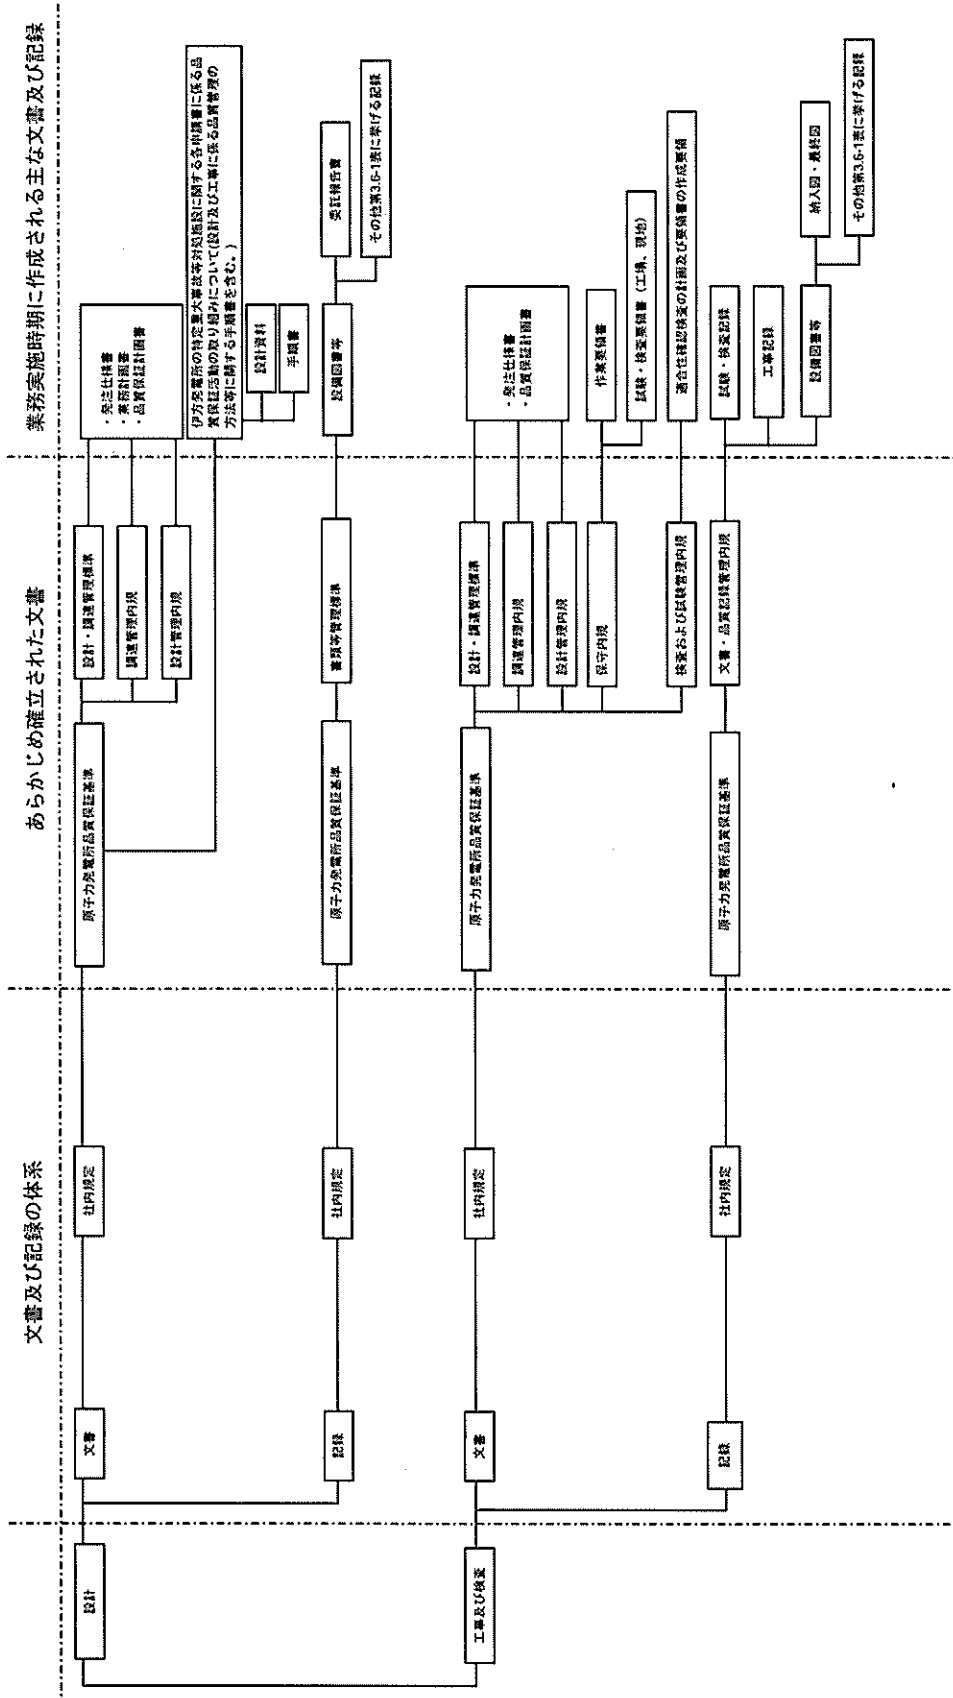 文書及び記録の体系
あらかじめ確立された文書
業務実施時期に作成される主な文書及び記録
設計
文書
社内規定
原子力発電所品質保証基準
設計・調達管理標準
調達管理内規
設計管理内規
・発注仕様書
・業務計画書
・品質保証計画書
伊方発電所の特定重大事故等対処施設に関する各申請書に係る品
質保証活動の取り組みについて(設計及び工事に係る品質管理の
方法等に関する手順書を含む。)
設計資料
手順書
記録
社内規定
原子力発電所品質保証基準
書類等管理標準
設備図書等
委託報告書
その他第3.6-1表に挙げる記録
工事及び検査
文書
社内規定
原子力発電所品質保証基準
設計・調達管理標準
調達管理内規
設計管理内規
・発注仕様書
・品質保証計画書
保守内規
作業要領書
試験・検査要領書(工場、現地)
検査および試験管理内規
適合性確認検査の計画及び要領書の作成要領
記録
社内規定
原子力発電所品質保証基準
文書・品質記録管理内規
試験・検査記録
工事記録
設備図書等
納入図・最終図
その他第3.6-1表に挙げる記録